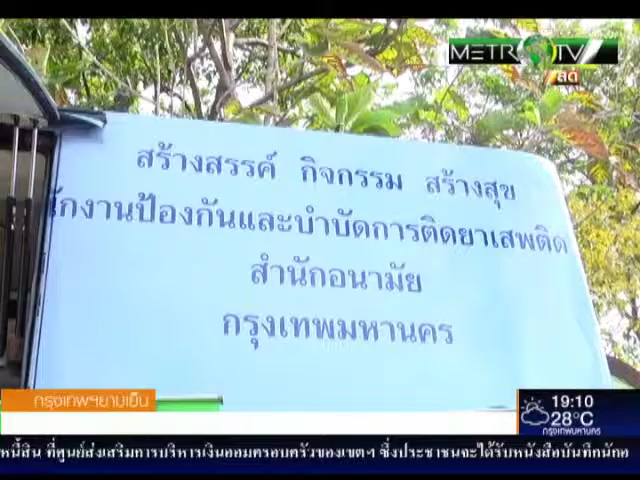 METRO TV
สด
สร้างสรรค์ กิจกรรม สร้างสุข
นักงานป้องกันและบำบัดการติดยาเสพติด
สำนักอนามัย
กรุงเทพมหานคร
กรุงเทพฯยามเย็น
19:10
28°C
กรุงเทพมหานคร
หนี้สิน ที่ศูนย์ส่งเสริมการบริหารเงินออมครอบครัวของเขตฯ ซึ่งประชาชนจะได้รับหนังสือบันทึกนักอ